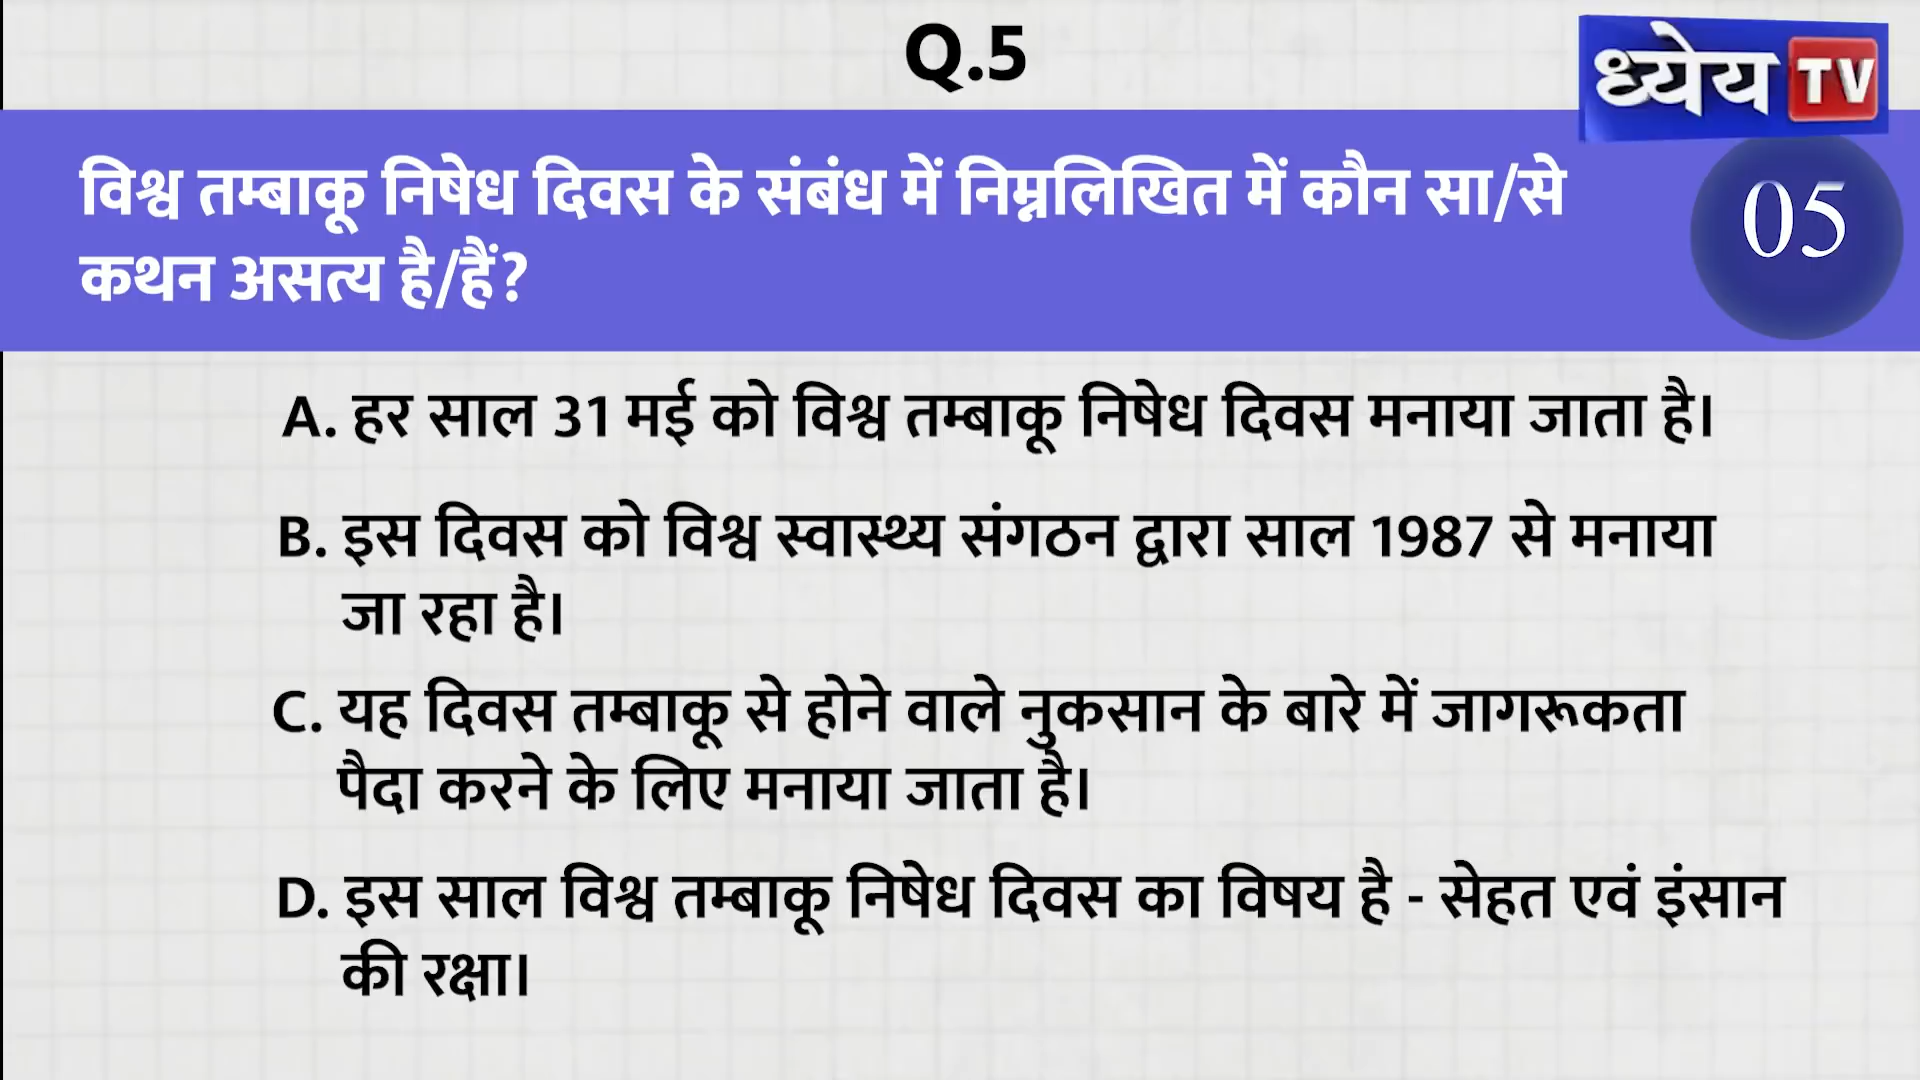 Q.5
ध्येय TV
विश्व तम्बाकू निषेध दिवस के संबंध में निम्नलिखित में कौन सा/से
कथन असत्य है/हैं?
05
A. हर साल 31 मई को विश्व तम्बाकू निषेध दिवस मनाया जाता है।
B. इस दिवस को विश्व स्वास्थ्य संगठन द्वारा साल 1987 से मनाया
जा रहा है।
C. यह दिवस तम्बाकू से होने वाले नुकसान के बारे में जागरूकता
पैदा करने के लिए मनाया जाता है।
D. इस साल विश्व तम्बाकू निषेध दिवस का विषय है - सेहत एवं इंसान
की रक्षा।